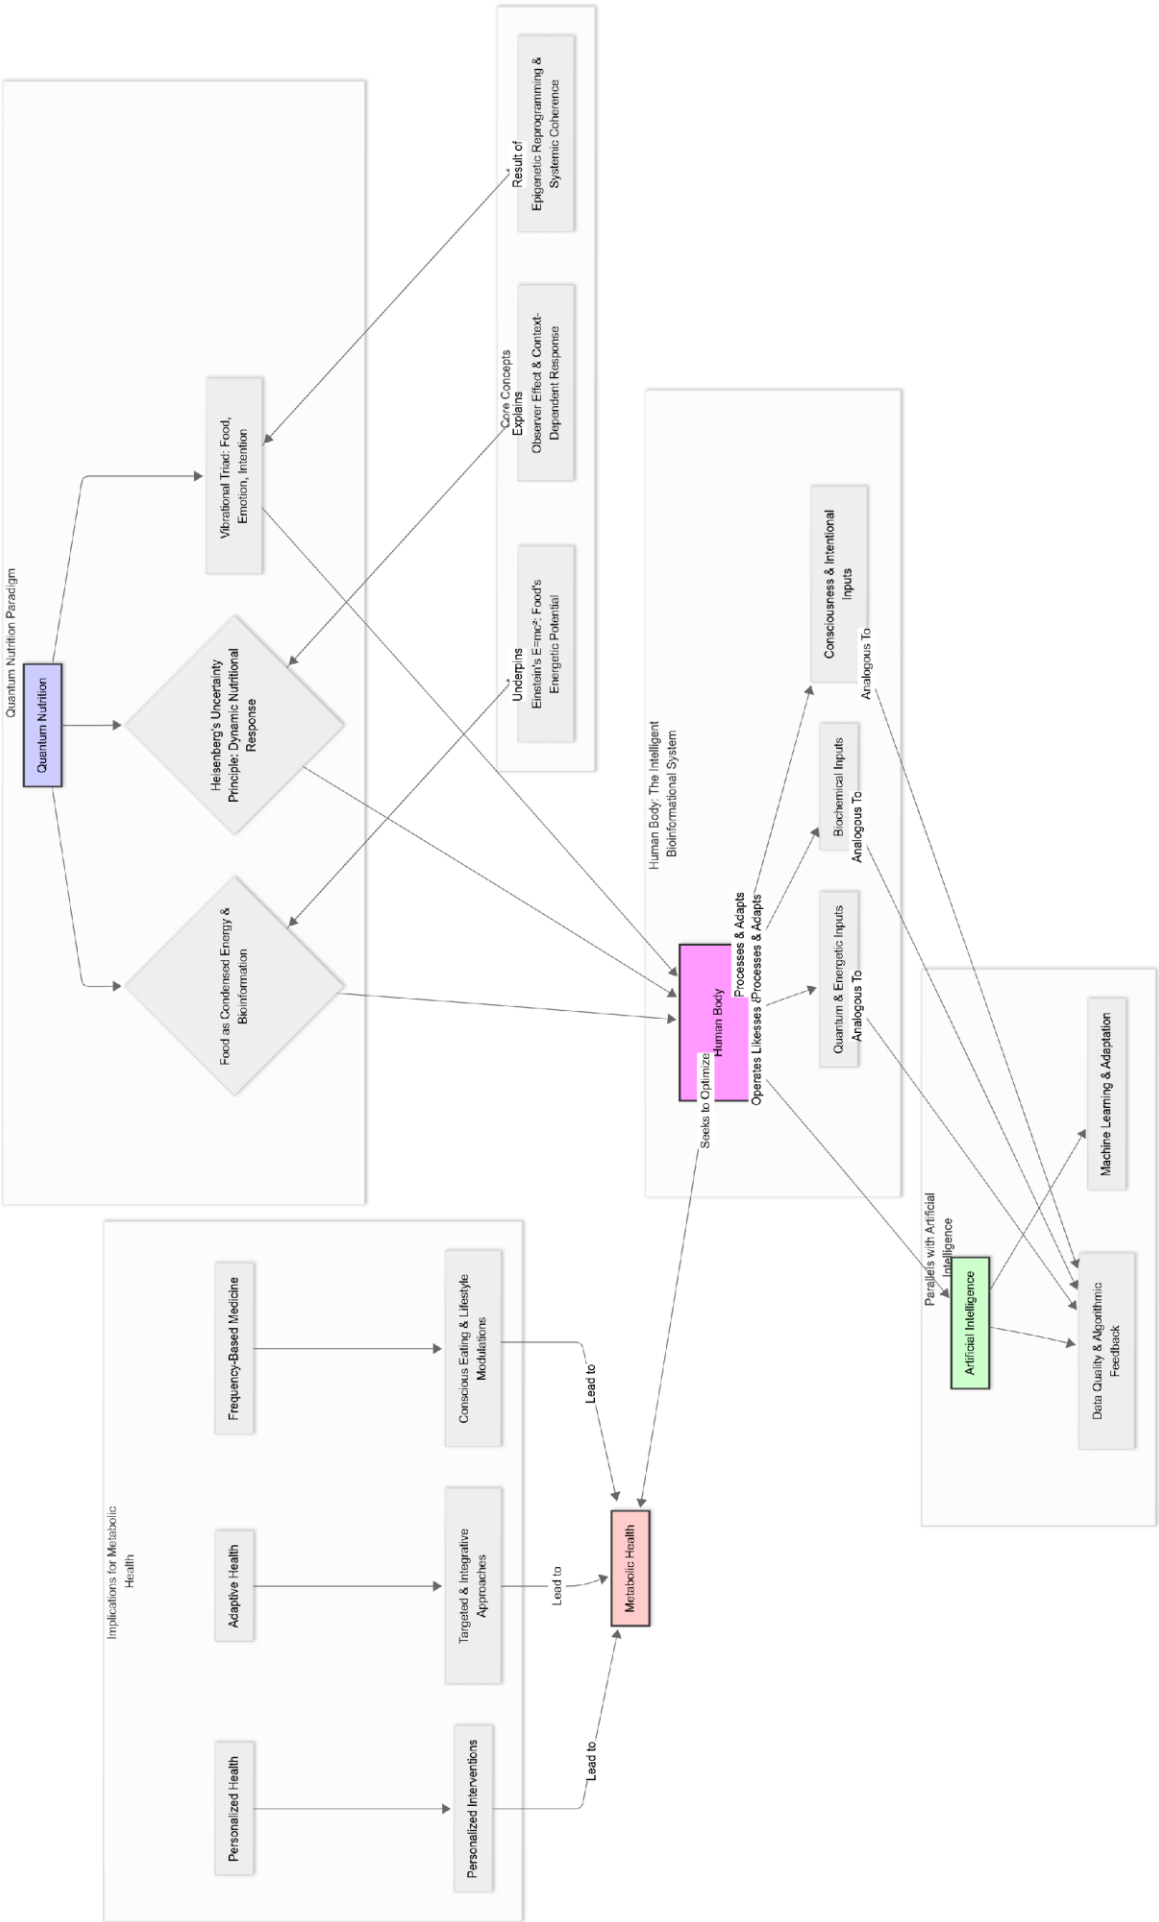 Quantum Nutrition Paradigm
Quantum Nutrition
Food as Condensed Energy &
Bioinformation
Heisenberg's Uncertainty
Principle: Dynamic Nutritional
Response
Vibrational Triad: Food,
Emotion, Intention
Core Concepts
Underpins
Einstein's E=mc²: Food's
Energetic Potential
Explains
Observer Effect & Context-
Dependent Response
Result of
Epigenetic Reprogramming &
Systemic Coherence
Implications for Metabolic
Health
Personalized Health
Adaptive Health
Frequency-Based Medicine
Personalized Interventions
Targeted & Integrative
Approaches
Conscious Eating & Lifestyle
Modulations
Lead to
Lead to
Lead to
Metabolic Health
Human Body: The Intelligent
Bioinformational System
Seeks to Optimize
Human Body
Processes & Adapts
Operates Like
Processes & Adapts
Quantum & Energetic Inputs
Biochemical Inputs
Consciousness & Intentional
Inputs
Analogous To
Analogous To
Analogous To
Parallels with Artificial
Intelligence
Artificial Intelligence
Data Quality & Algorithmic
Feedback
Machine Learning & Adaptation